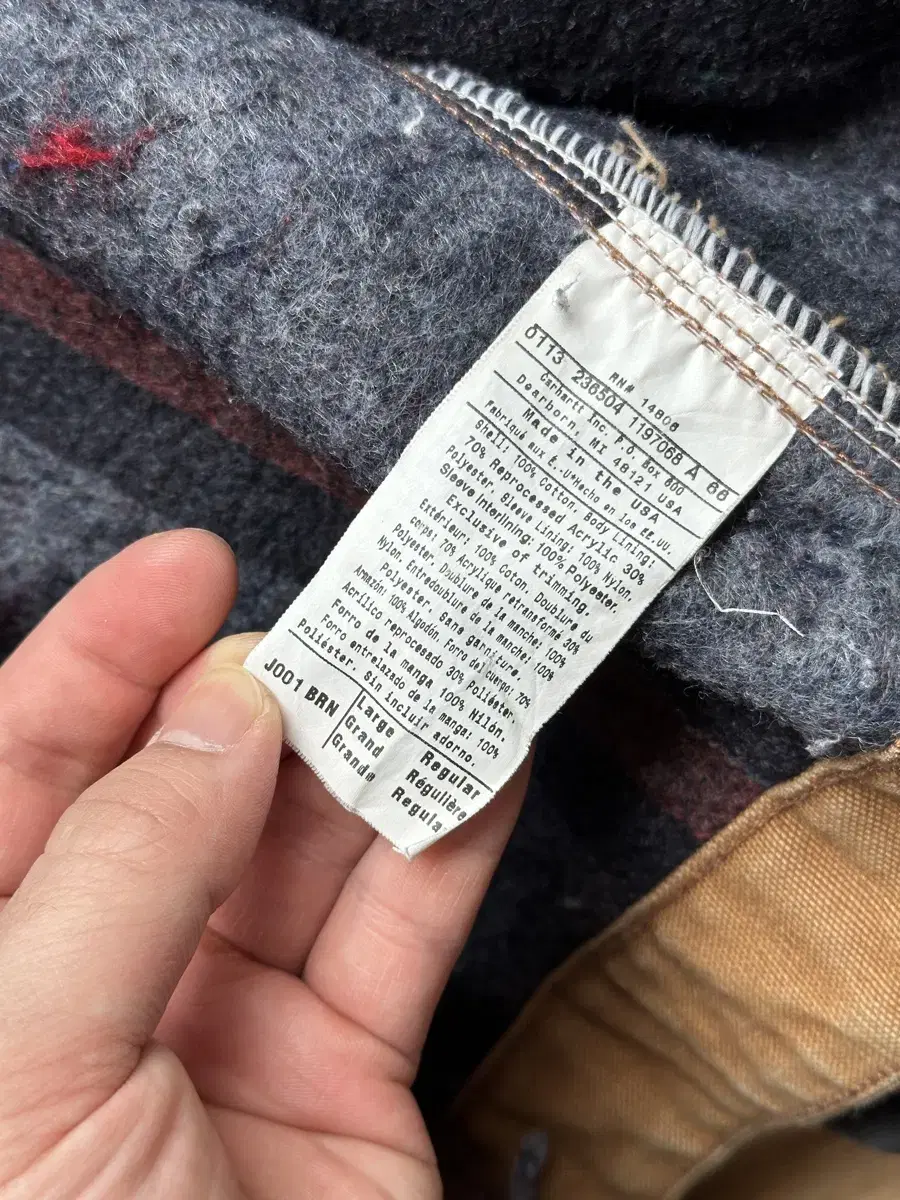 RN# 14806
0113 236504 1197068 A 66
Carhartt Inc. P.O. Box 600
Dearborn, MI 48121 USA
Made in the USA
Fabriqué aux É.-U•Hecho en los EE.UU.
Shell: 100% Cotton, Body Lining:
70% Reprocessed Acrylic 30%
Polyester, Sleeve Lining: 100% Nylon.
Sleeve Interlining: 100% Polyester.
Exclusive of trimming.
Extérieur: 100% Coton, Doublure du
corps: 70% Acrylique retransformé 30%
Polyester. Doublure de la manche: 100%
Nylon. Entredoublure de la manche: 100%
Polyester. Sans garniture.
Armazón: 100% Algodón, Forro del cuerpo: 70%
Acrílico reprocesado 30% Poliéster.
Forro de la manga 100% Nilón.
Forro entrelazado de la manga: 100%
Poliéster. Sin incluir adorno.
J001 BRN Large Regular
Grand Régulière
Grande Regula